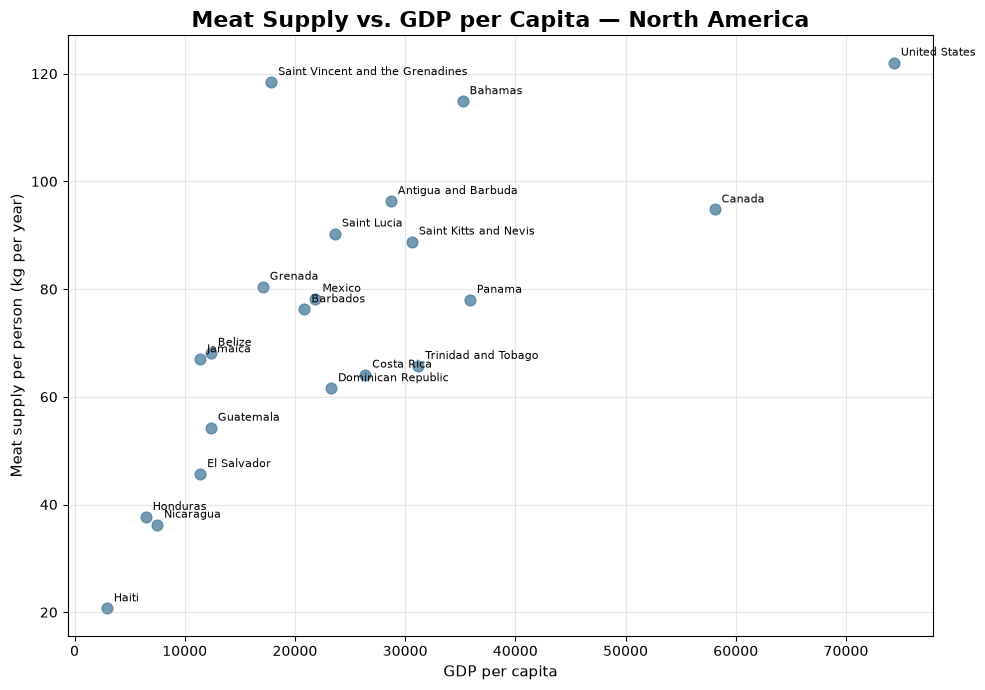 Meat Supply vs. GDP per Capita — North America
United States
Saint Vincent and the Grenadines
Bahamas
Antigua and Barbuda
Canada
Saint Lucia
Saint Kitts and Nevis
Grenada
Mexico
Panama
Barbados
Belize
Jamaica
Trinidad and Tobago
Costa Rica
Dominican Republic
Guatemala
El Salvador
Honduras
Nicaragua
Haiti
Meat supply per person (kg per year)
120
100
80
60
40
20
0 10000 20000 30000 40000 50000 60000 70000
GDP per capita